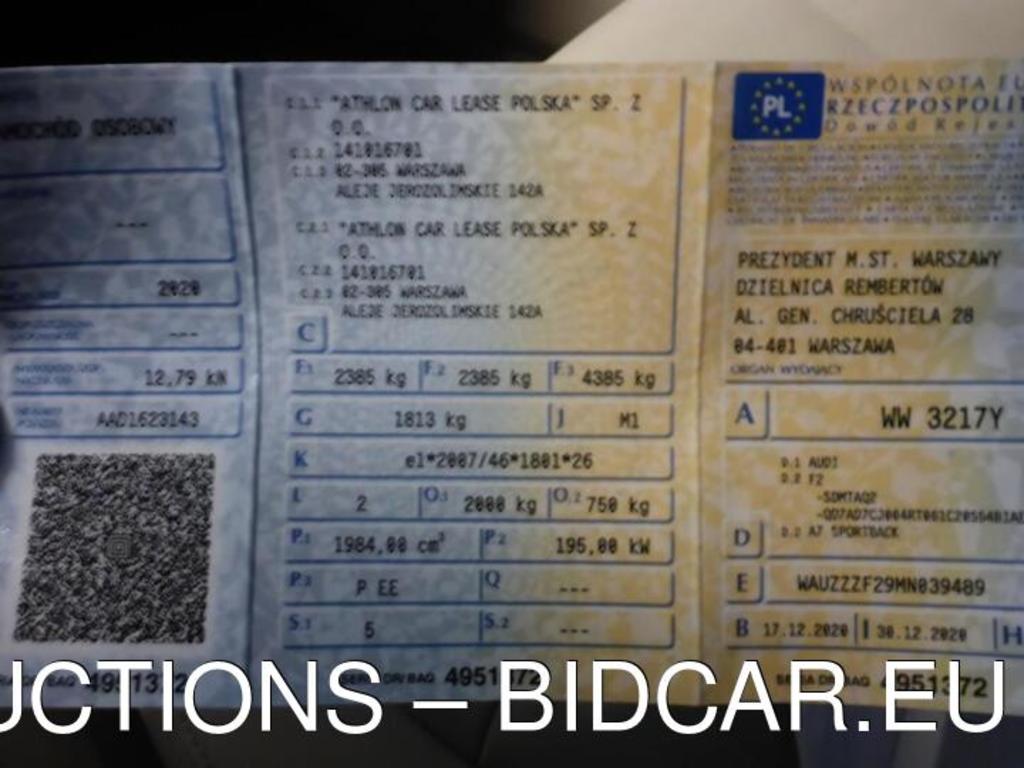 OSOBOWY
---
2020
---
12,79 kN
AAD1623143
C.1.1 "ATHLON CAR LEASE POLSKA" SP. Z
O.O.
C.1.2 141016701
C.1.3 02-305 WARSZAWA
ALEJE JEROZOLIMSKIE 142A
C.2.1 "ATHLON CAR LEASE POLSKA" SP. Z
O.O.
C.2.2 141016701
C.2.3 02-305 WARSZAWA
ALEJE JEROZOLIMSKIE 142A
C
F.1 2385 kg F.2 2385 kg F.3 4385 kg
G 1813 kg J M1
K e1*2007/46*1801*26
L 2 O.1 2000 kg O.2 750 kg
P.1 1984,00 cm³ P.2 195,00 kW
P.3 P EE Q ---
S.1 5 S.2 ---
PL
WSPÓLNOTA EU
RZECZPOSPOLIT
Dowód Rejes
PREZYDENT M.ST. WARSZAWY
DZIELNICA REMBERTÓW
AL. GEN. CHRUŚCIELA 28
04-401 WARSZAWA
ORGAN WYDAJĄCY
A WW 3217Y
D.1 AUDI
D.2 F2
D
D.3 A7 SPORTBACK
E WAUZZZF29MN039489
B 17.12.2020 I 30.12.2020 H
SERIA DR/BAG 4951372
UCTIONS – BIDCAR.EU